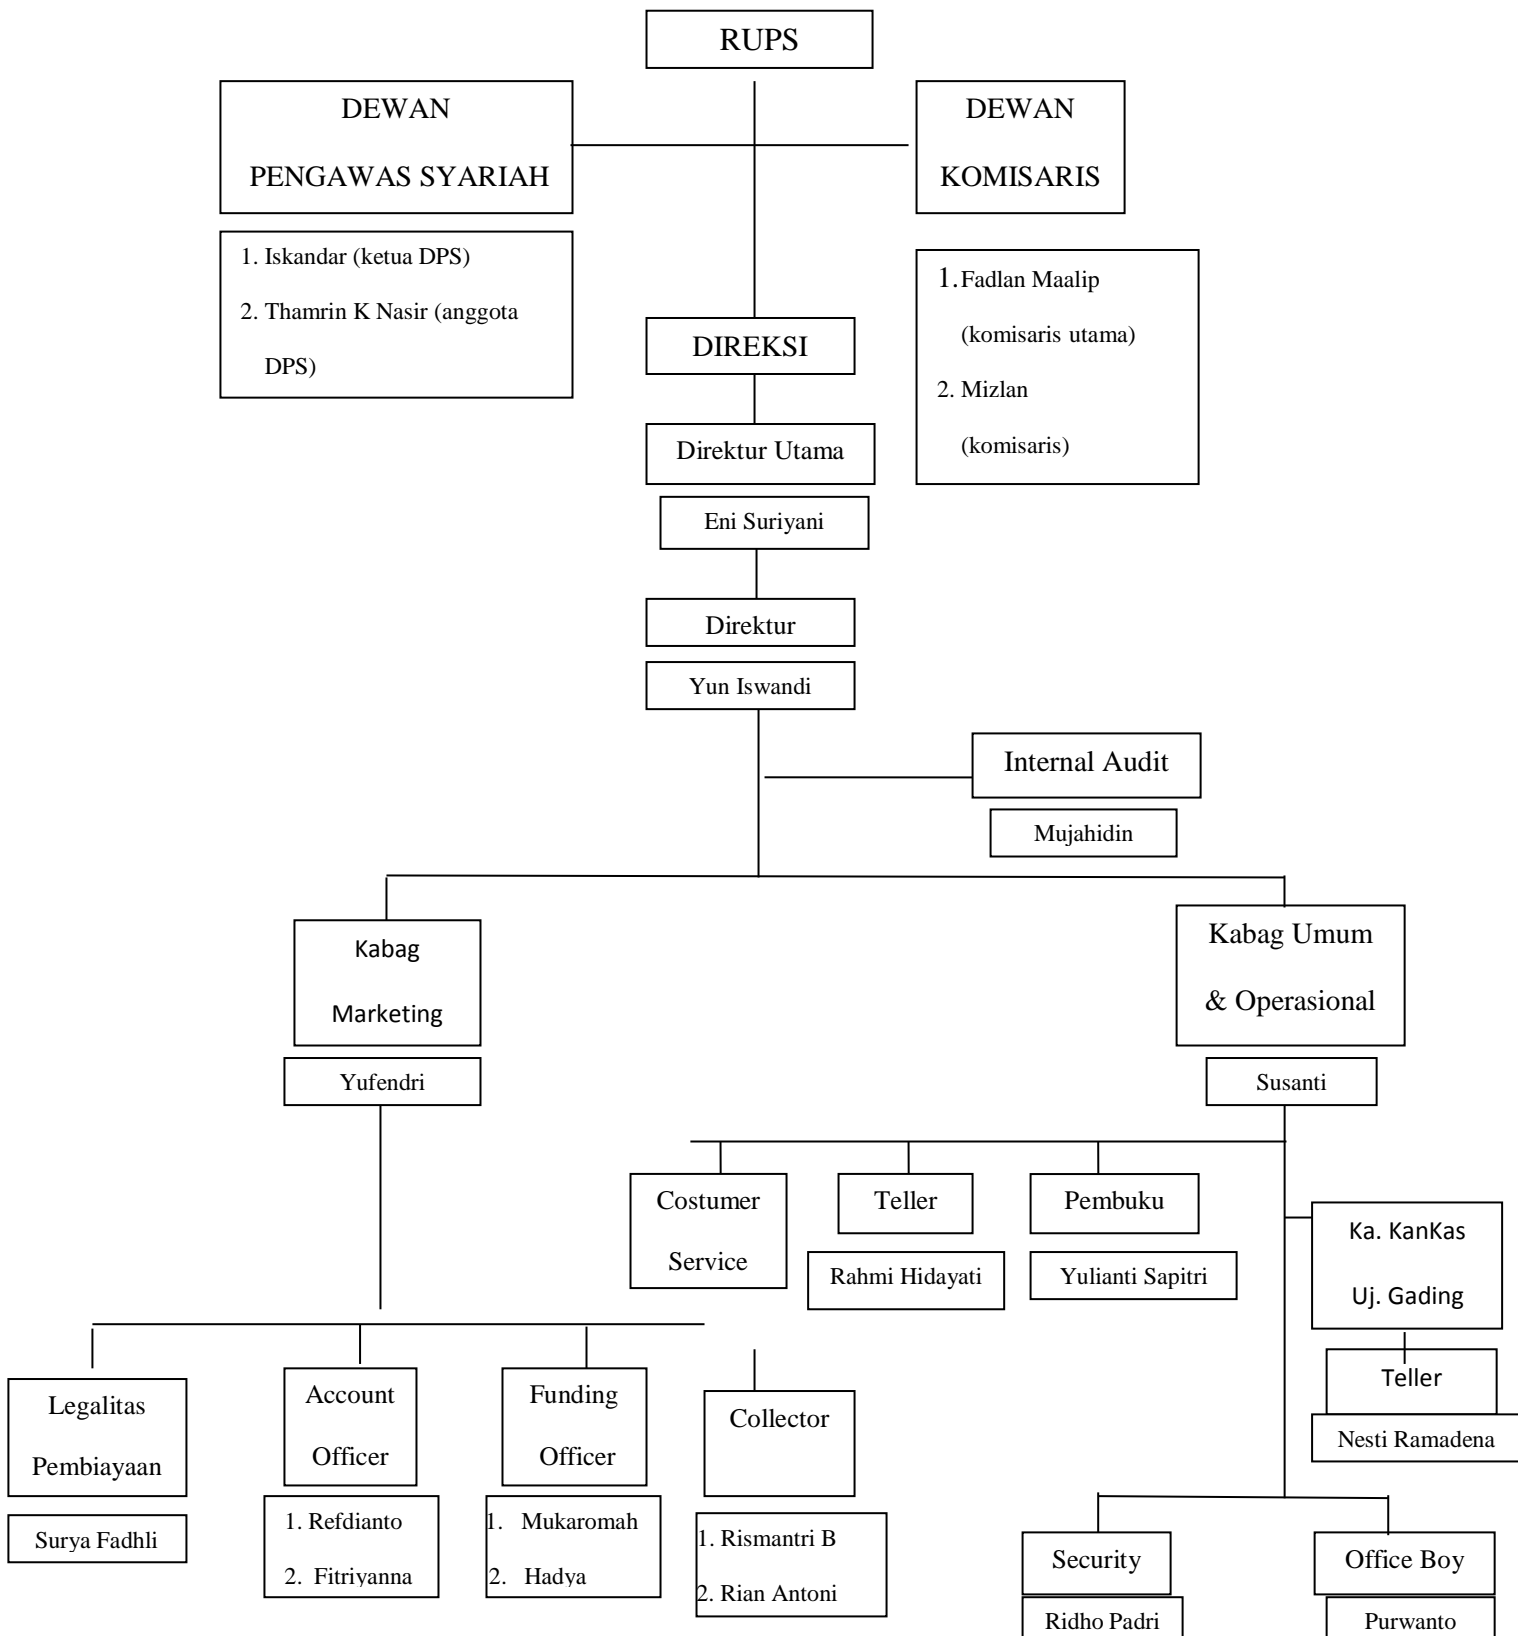 RUPS
DEWAN
PENGAWAS SYARIAH
DEWAN
KOMISARIS
1. Iskandar (ketua DPS)
2. Thamrin K Nasir (anggota
DPS)
1. Fadlan Maalip
(komisaris utama)
2. Mizlan
(komisaris)
DIREKSI
Direktur Utama
Eni Suriyani
Direktur
Yun Iswandi
Internal Audit
Mujahidin
Kabag
Marketing
Yufendri
Kabag Umum
& Operasional
Susanti
Costumer
Service
Teller
Rahmi Hidayati
Pembuku
Yulianti Sapitri
Ka. KanKas
Uj. Gading
Teller
Nesti Ramadena
Legalitas
Pembiayaan
Surya Fadhli
Account
Officer
1. Refdianto
2. Fitriyanna
Funding
Officer
1. Mukaromah
2. Hadya
Collector
1. Rismantri B
2. Rian Antoni
Security
Ridho Padri
Office Boy
Purwanto